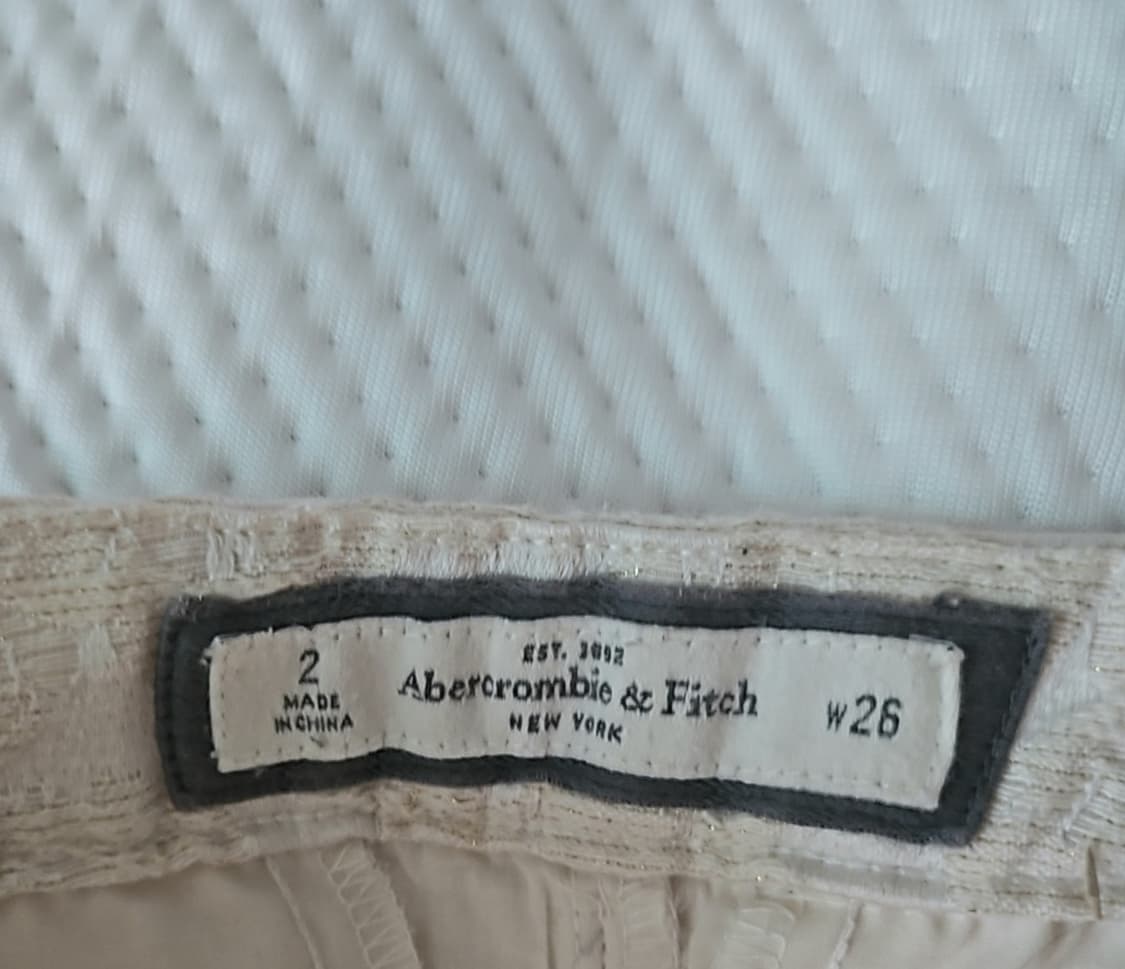 2
MADE
IN CHINA
EST. 1892
Abercrombie & Fitch
NEW YORK
W26